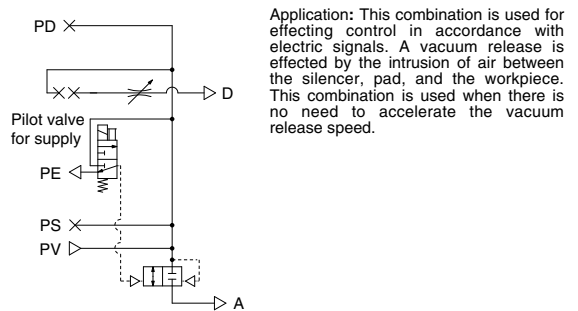 PD
D
Pilot valve
for supply
PE
PS
PV
A
Application: This combination is used for
effecting control in accordance with
electric signals. A vacuum release is
effected by the intrusion of air between
the silencer, pad, and the workpiece.
This combination is used when there is
no need to accelerate the vacuum
release speed.